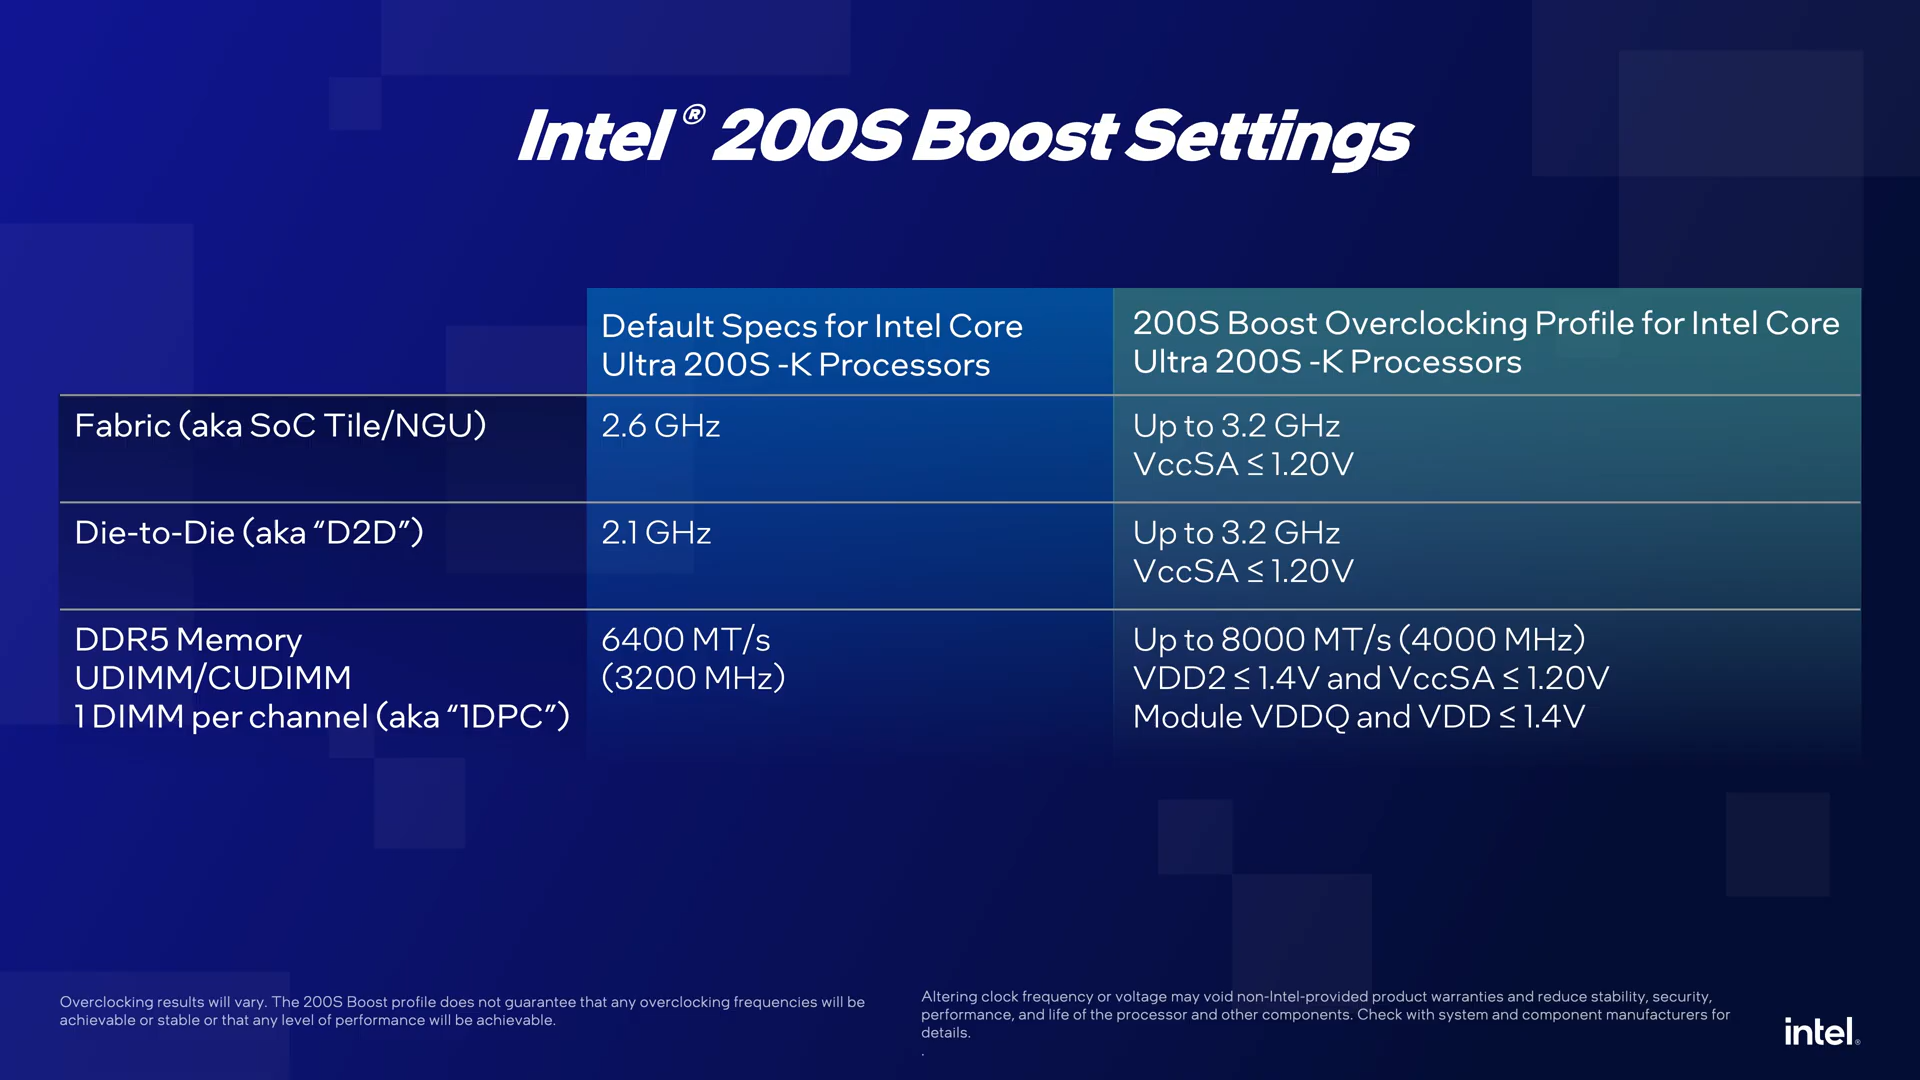 Intel® 200S Boost Settings
Default Specs for Intel Core
Ultra 200S -K Processors
200S Boost Overclocking Profile for Intel Core
Ultra 200S -K Processors
Fabric (aka SoC Tile/NGU)
2.6 GHz
Up to 3.2 GHz
VccSA ≤ 1.20V
Die-to-Die (aka “D2D”)
2.1 GHz
Up to 3.2 GHz
VccSA ≤ 1.20V
DDR5 Memory
UDIMM/CUDIMM
1 DIMM per channel (aka “1DPC”)
6400 MT/s
(3200 MHz)
Up to 8000 MT/s (4000 MHz)
VDD2 ≤ 1.4V and VccSA ≤ 1.20V
Module VDDQ and VDD ≤ 1.4V
Overclocking results will vary. The 200S Boost profile does not guarantee that any overclocking frequencies will be
achievable or stable or that any level of performance will be achievable.
Altering clock frequency or voltage may void non-Intel-provided product warranties and reduce stability, security,
performance, and life of the processor and other components. Check with system and component manufacturers for
details.
.
intel®